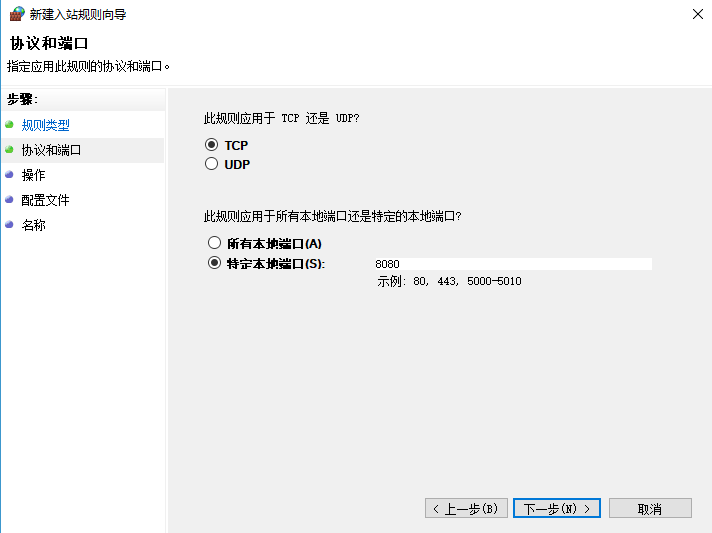 新建入站规则向导
协议和端口
指定应用此规则的协议和端口。
步骤:
规则类型
协议和端口
操作
配置文件
名称
此规则应用于 TCP 还是 UDP?
TCP
UDP
此规则应用于所有本地端口还是特定的本地端口?
所有本地端口(A)
特定本地端口(S): 8080
示例: 80, 443, 5000-5010
< 上一步(B) 下一步(N) > 取消